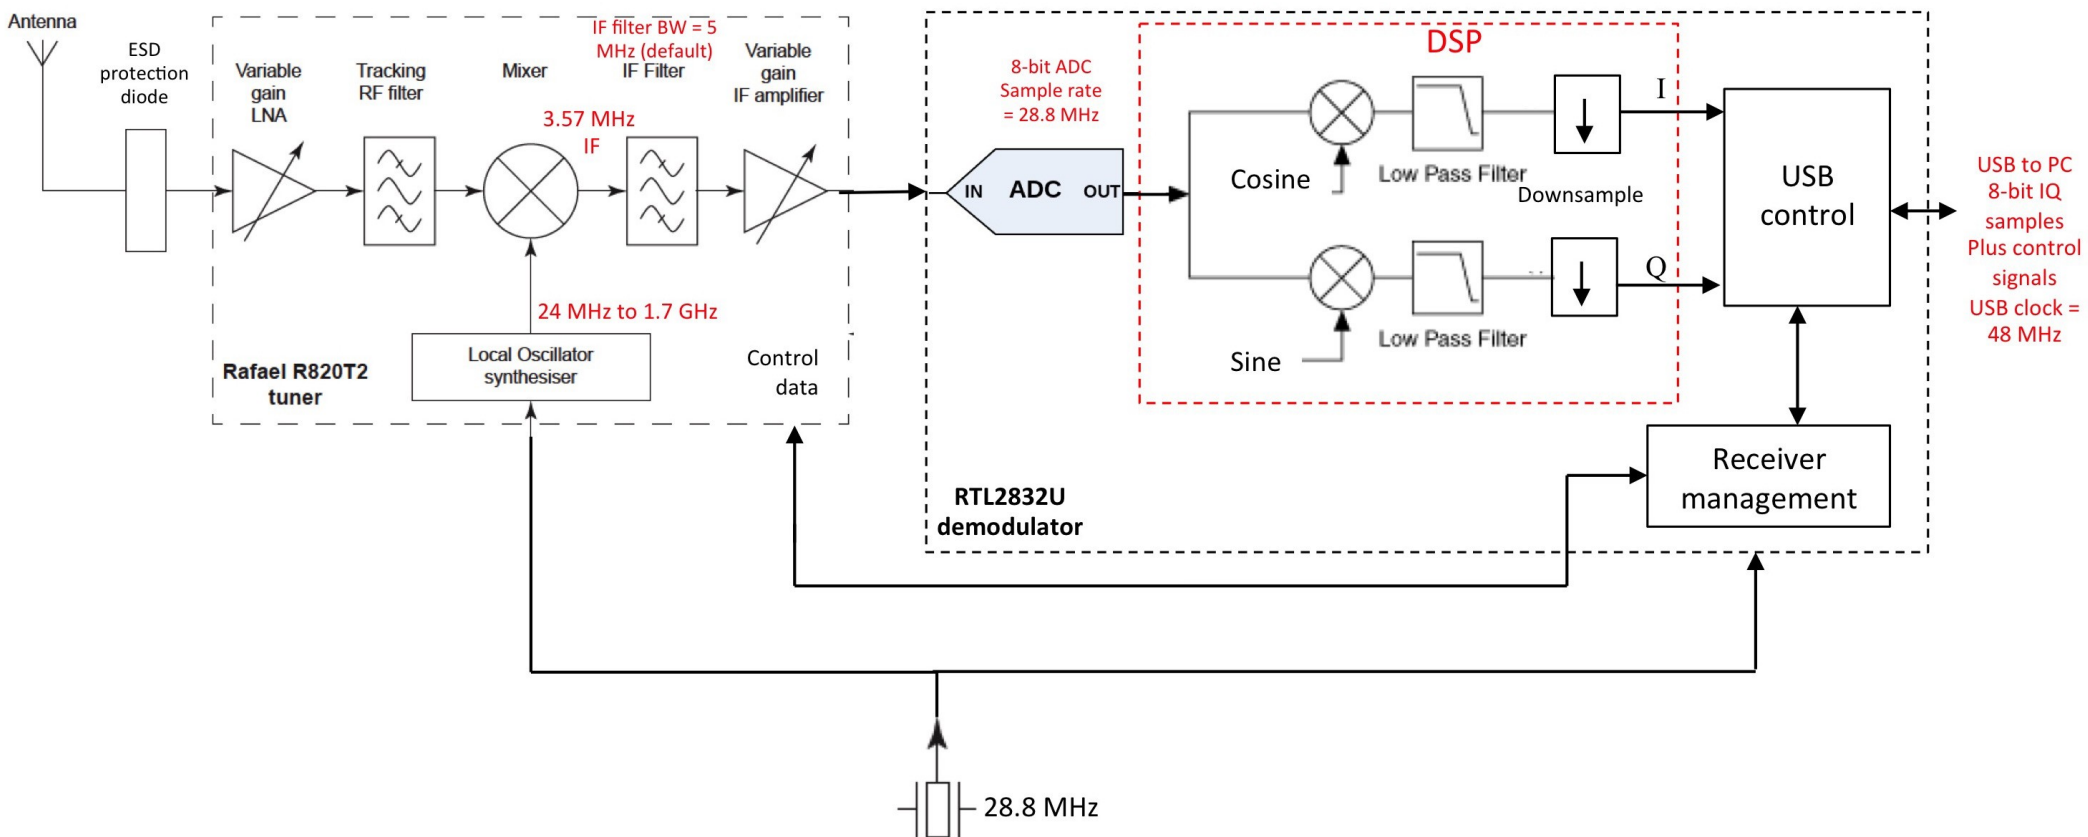 Antenna
ESD
protection
diode
Variable
gain
LNA
Tracking
RF filter
Mixer
IF filter BW = 5
MHz (default)
IF Filter
Variable
gain
IF amplifier
3.57 MHz
IF
24 MHz to 1.7 GHz
Local Oscillator
synthesiser
Rafael R820T2
tuner
Control
data
8-bit ADC
Sample rate
= 28.8 MHz
IN
ADC
OUT
DSP
Cosine
Low Pass Filter
Downsample
I
Q
Sine
Low Pass Filter
USB
control
USB to PC
8-bit IQ
samples
Plus control
signals
USB clock =
48 MHz
Receiver
management
RTL2832U
demodulator
28.8 MHz